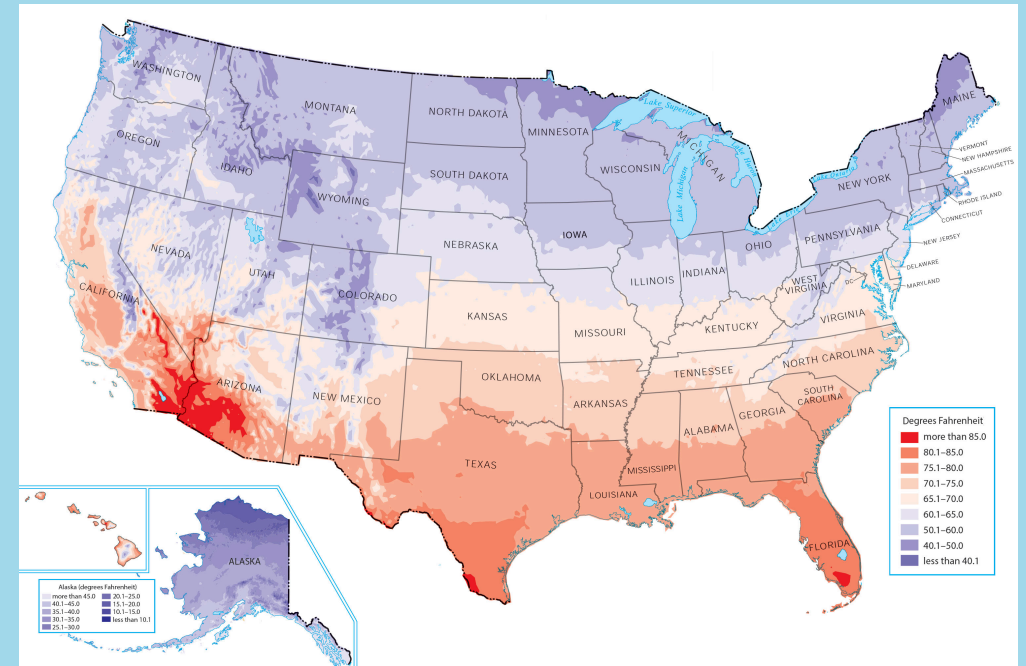 WASHINGTON
MONTANA
NORTH DAKOTA
MINNESOTA
Lake Superior
MICHIGAN
Lake Huron
MAINE
VERMONT
NEW HAMPSHIRE
MASSACHUSETTS
RHODE ISLAND
CONNECTICUT
OREGON
IDAHO
WYOMING
SOUTH DAKOTA
WISCONSIN
Lake Michigan
NEW YORK
NEW JERSEY
NEVADA
UTAH
COLORADO
NEBRASKA
IOWA
ILLINOIS
INDIANA
OHIO
PENNSYLVANIA
WEST
VIRGINIA
DC
DELAWARE
MARYLAND
CALIFORNIA
KANSAS
MISSOURI
KENTUCKY
VIRGINIA
ARIZONA
NEW MEXICO
OKLAHOMA
ARKANSAS
TENNESSEE
NORTH CAROLINA
SOUTH
CAROLINA
TEXAS
LOUISIANA
MISSISSIPPI
ALABAMA
GEORGIA
FLORIDA
Degrees Fahrenheit
more than 85.0
80.1–85.0
75.1–80.0
70.1–75.0
65.1–70.0
60.1–65.0
50.1–60.0
40.1–50.0
less than 40.1
ALASKA
Alaska (degrees Fahrenheit)
more than 45.0
40.1–45.0
35.1–40.0
30.1–35.0
25.1–30.0
20.1–25.0
15.1–20.0
10.1–15.0
less than 10.1